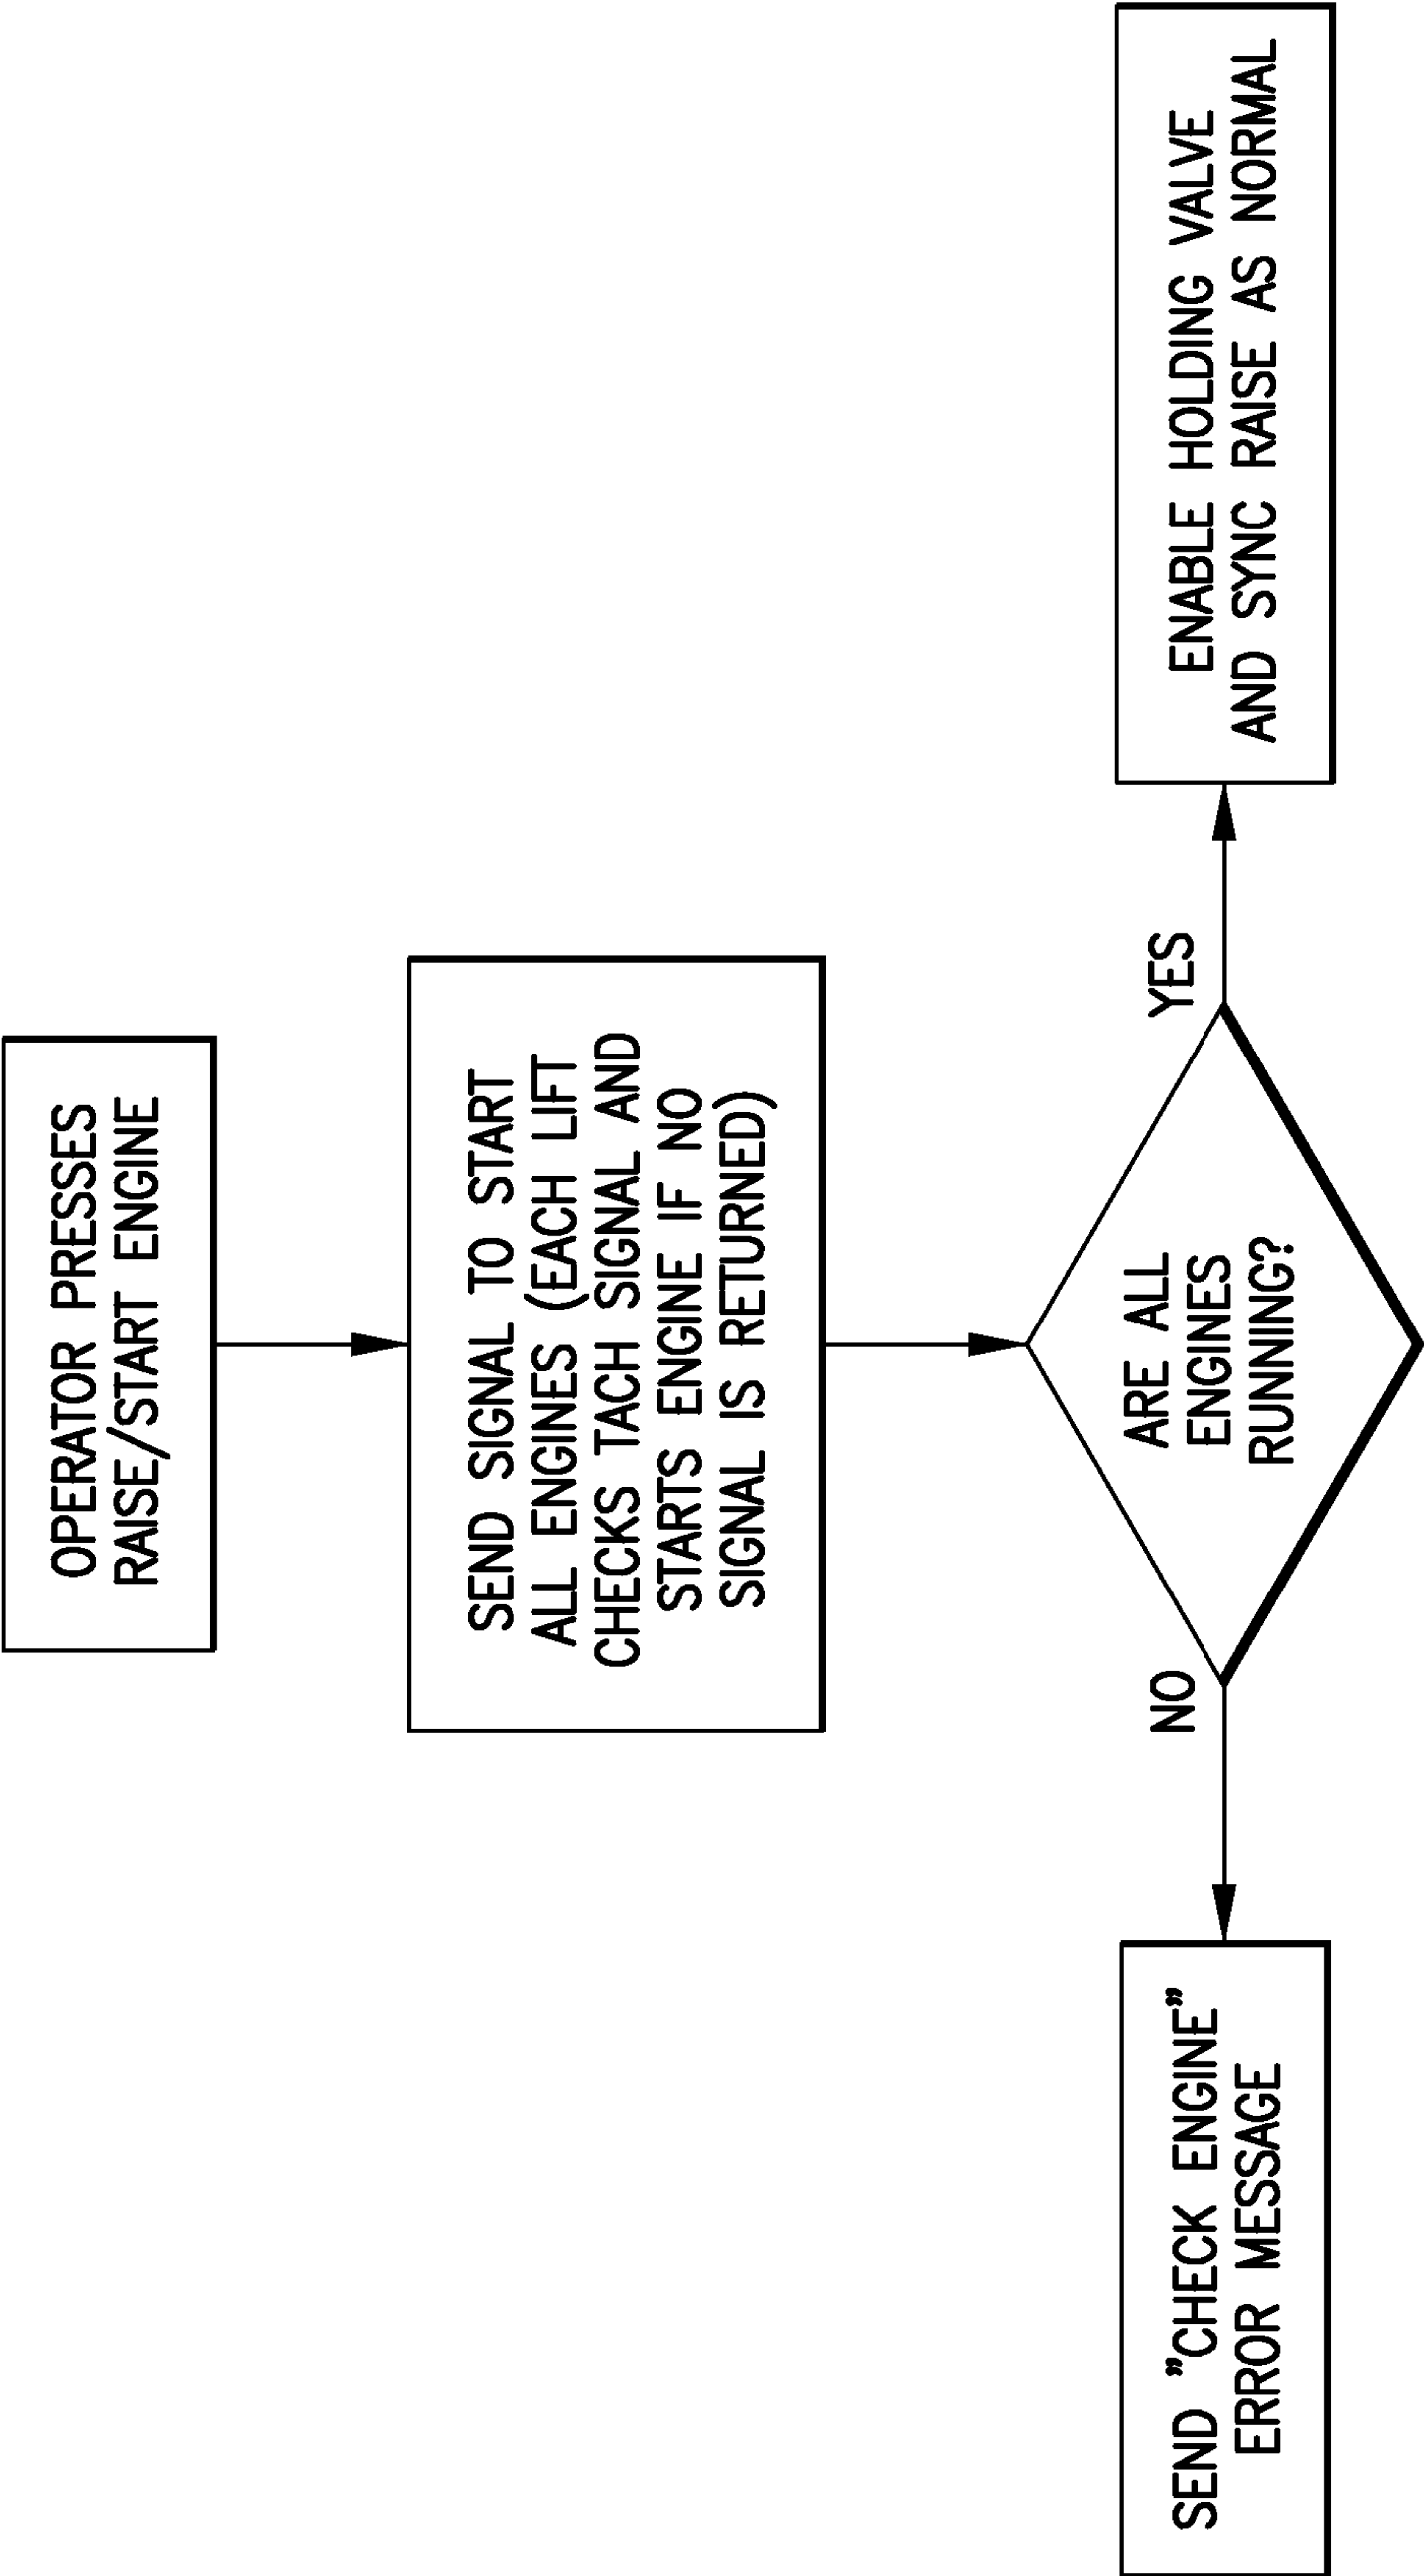 OPERATOR PRESSES
RAISE/START ENGINE
SEND SIGNAL TO START
ALL ENGINES (EACH LIFT
CHECKS TACH SIGNAL AND
STARTS ENGINE IF NO
SIGNAL IS RETURNED)
ARE ALL
ENGINES
RUNNING?
NO
YES
SEND "CHECK ENGINE"
ERROR MESSAGE
ENABLE HOLDING VALVE
AND SYNC RAISE AS NORMAL